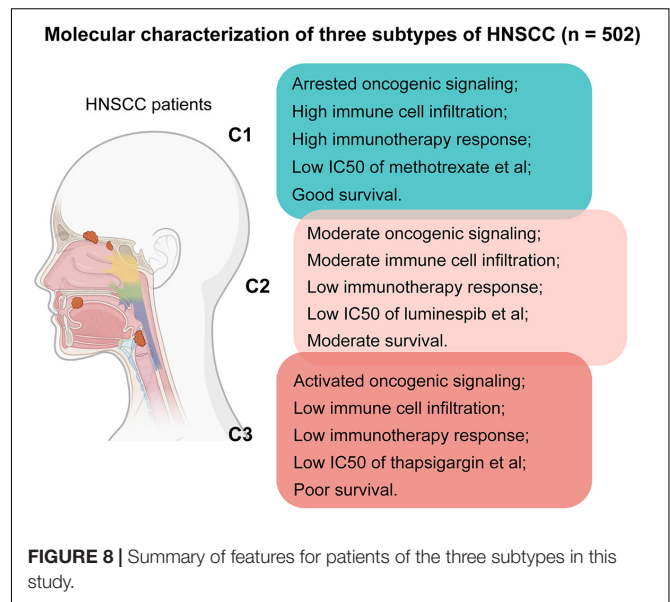 Molecular characterization of three subtypes of HNSCC (n = 502)
HNSCC patients
C1
Arrested oncogenic signaling;
High immune cell infiltration;
High immunotherapy response;
Low IC50 of methotrexate et al;
Good survival.
C2
Moderate oncogenic signaling;
Moderate immune cell infiltration;
Low immunotherapy response;
Low IC50 of luminespib et al;
Moderate survival.
C3
Activated oncogenic signaling;
Low immune cell infiltration;
Low immunotherapy response;
Low IC50 of thapsigargin et al;
Poor survival.
FIGURE 8 | Summary of features for patients of the three subtypes in this
study.